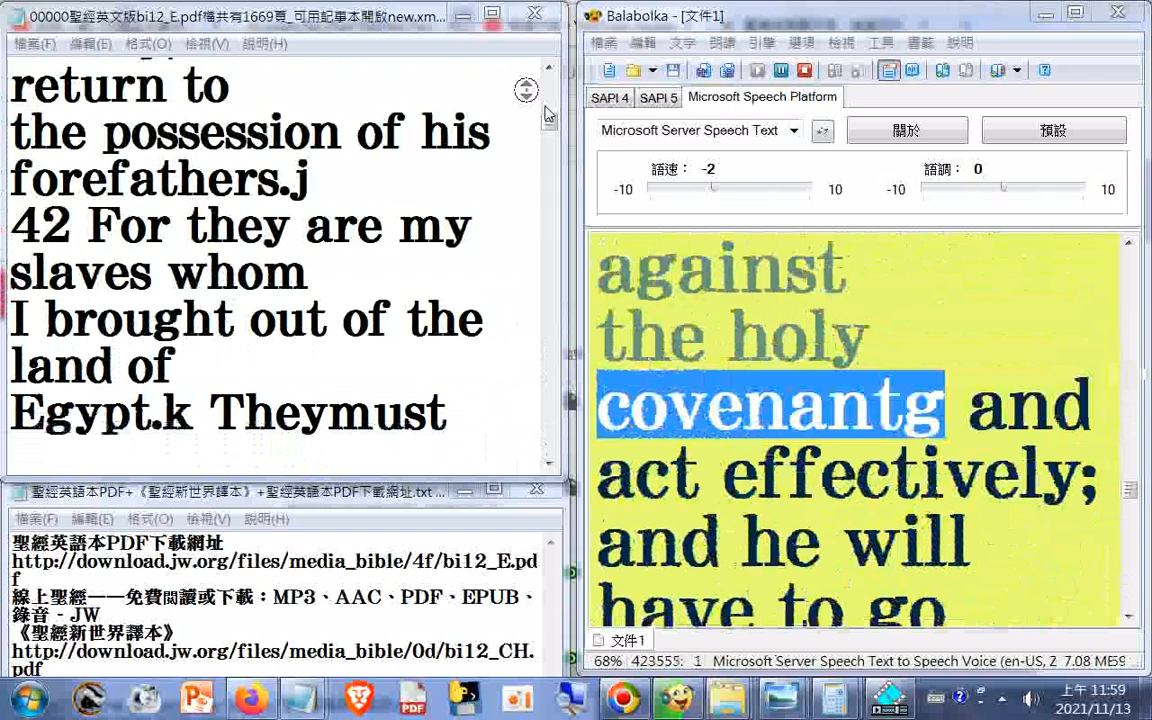 00000聖經英文版bi12_E.pdf檔共有1669頁_可用記事本開啟new.xm...
檔案(F) 編輯(E) 格式(O) 檢視(V) 說明(H)
return to
the possession of his
forefathers.j
42 For they are my
slaves whom
I brought out of the
land of
Egypt.k Theymust
聖經英語本PDF+《聖經新世界譯本》+聖經英語本PDF下載網址.txt ...
檔案(F) 編輯(E) 格式(O) 檢視(V) 說明(H)
聖經英語本PDF下載網址
http://download.jw.org/files/media_bible/4f/bi12_E.pd
f
線上聖經——免費閱讀或下載：MP3、AAC、PDF、EPUB、
錄音 - JW
《聖經新世界譯本》
http://download.jw.org/files/media_bible/0d/bi12_CH.
pdf
Balabolka - [文件1]
檔案 編輯 文字 朗讀 引擎 選項 檢視 工具 書籤 說明
SAPI 4 SAPI 5 Microsoft Speech Platform
Microsoft Server Speech Text 關於 預設
語速： -2 語調： 0
-10 10 -10 10
against
the holy
covenantg and
act effectively;
and he will
have to go
文件1
68% 423555: 1 Microsoft Server Speech Text to Speech Voice (en-US, Z 7.08 ME59
上午 11:59
2021/11/13